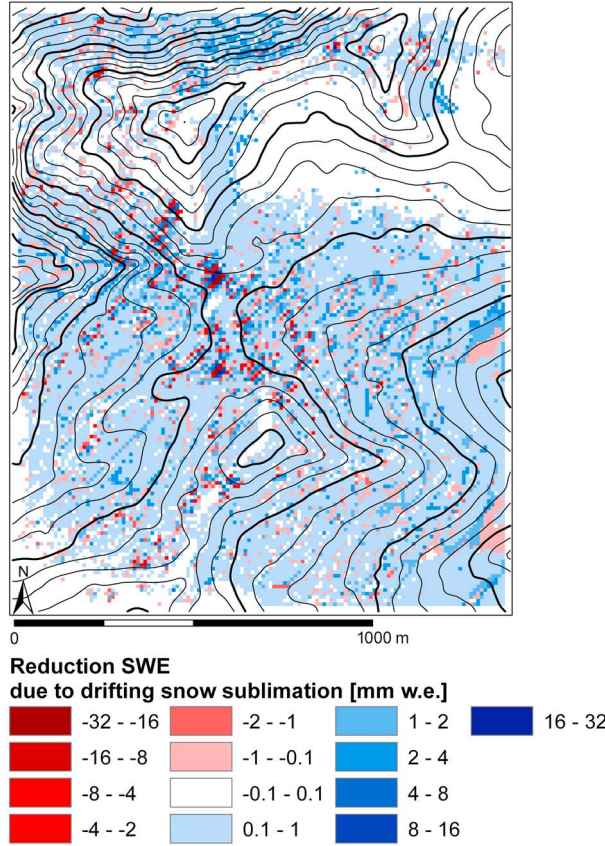 N
0 1000 m
Reduction SWE
due to drifting snow sublimation [mm w.e.]
-32 - -16 -2 - -1 1 - 2 16 - 32
-16 - -8 -1 - -0.1 2 - 4
-8 - -4 -0.1 - 0.1 4 - 8
-4 - -2 0.1 - 1 8 - 16